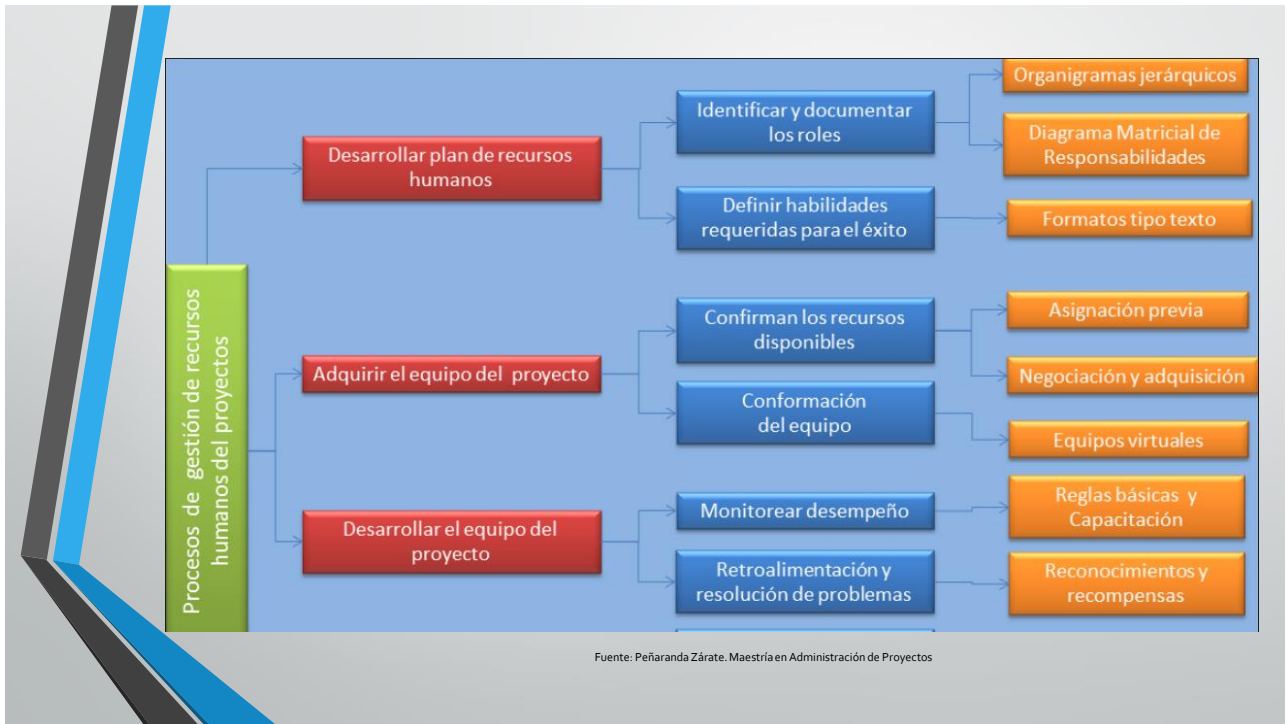 Procesos de gestión de recursos
humanos del proyectos
Desarrollar plan de recursos
humanos
Identificar y documentar
los roles
Organigramas jerárquicos
Diagrama Matricial de
Responsabilidades
Definir habilidades
requeridas para el éxito
Formatos tipo texto
Adquirir el equipo del proyecto
Confirman los recursos
disponibles
Asignación previa
Negociación y adquisición
Conformación
del equipo
Equipos virtuales
Desarrollar el equipo del
proyecto
Monitorear desempeño
Reglas básicas y
Capacitación
Retroalimentación y
resolución de problemas
Reconocimientos y
recompensas
Fuente: Peñaranda Zárate. Maestría en Administración de Proyectos